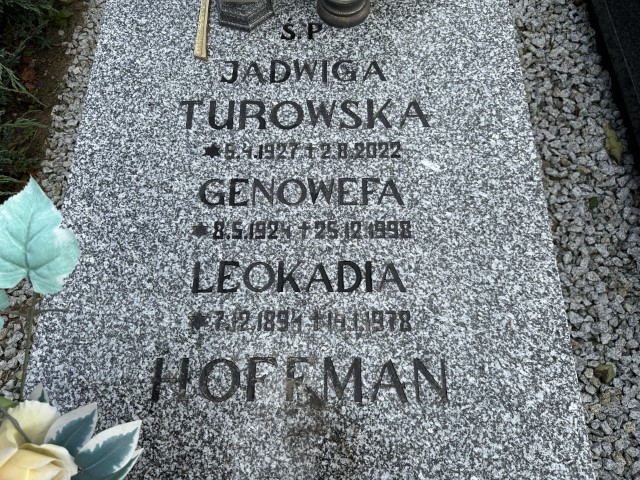 Ś P
JADWIGA
TUROWSKA
*5.4.1927 +2.8.2022
GENOWEFA
*8.5.1924 +25.12.1998
LEOKADIA
*7.12.1894 +14.1.1978
HOFFMAN